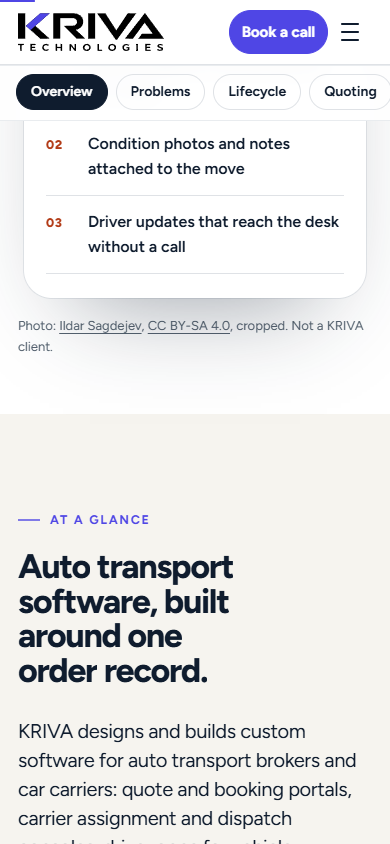 KRIVA
TECHNOLOGIES
Book a call
Overview
Problems
Lifecycle
Quoting
02 Condition photos and notes
attached to the move
03 Driver updates that reach the desk
without a call
Photo: Ildar Sagdejev, CC BY-SA 4.0, cropped. Not a KRIVA
client.
AT A GLANCE
Auto transport
software, built
around one
order record.
KRIVA designs and builds custom
software for auto transport brokers and
car carriers: quote and booking portals,
carrier assignment and dispatch